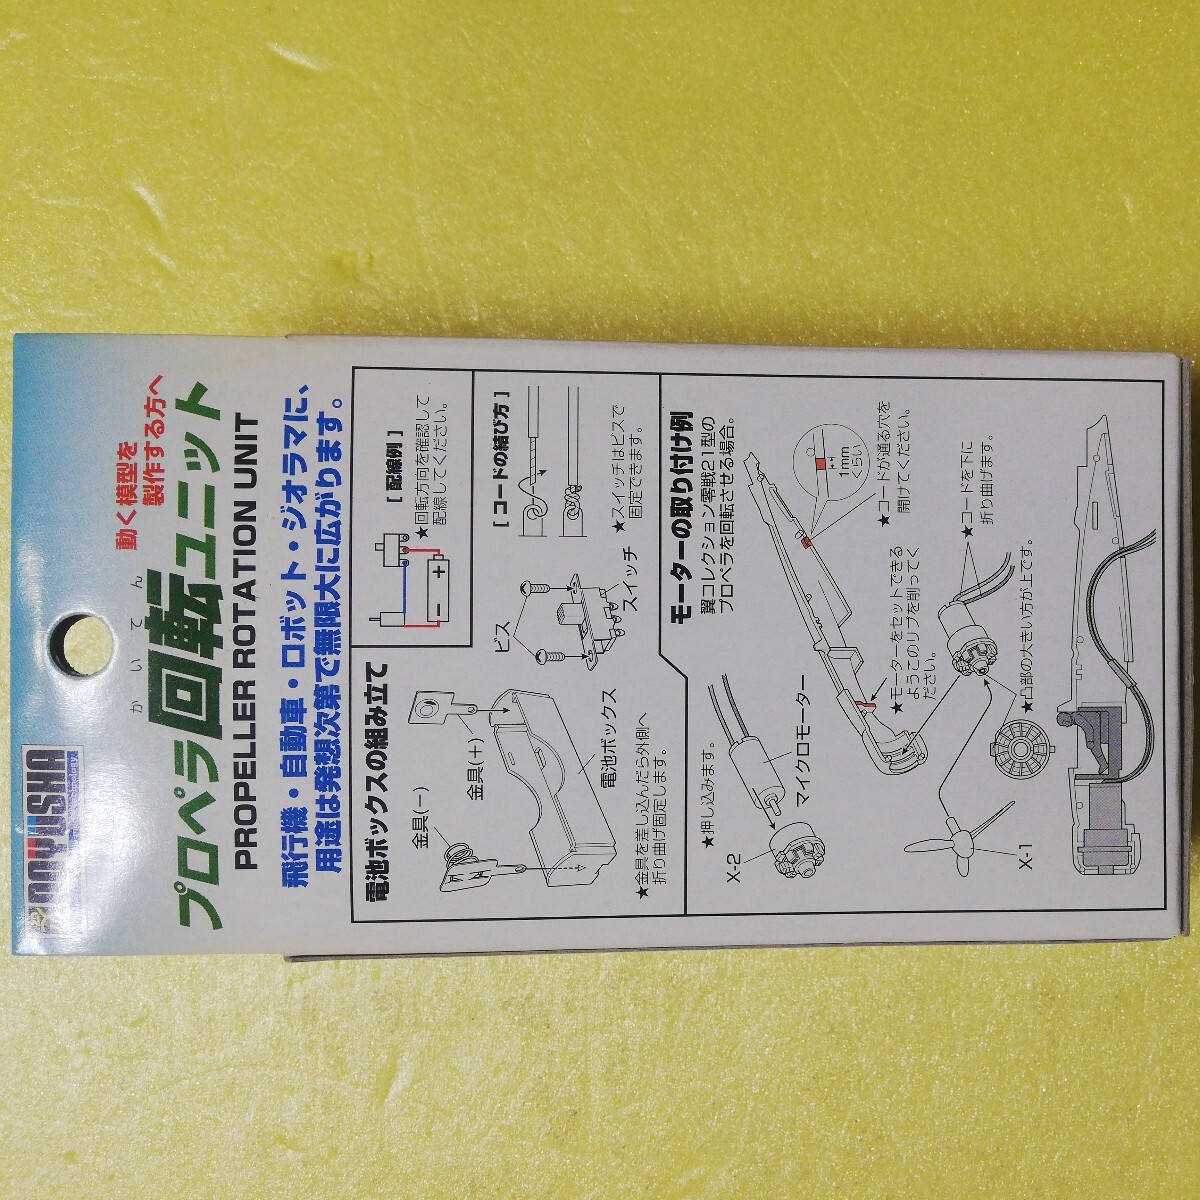 DOYUSHA
動く模型を
製作する方へ
かいてん
プロペラ回転ユニット
PROPELLER ROTATION UNIT
飛行機・自動車・ロボット・ジオラマに、
用途は発想次第で無限大に広がります。
電池ボックスの組み立て
金具(−)
金具(+)
電池ボックス
★金具を差し込んだら外側へ
折り曲げ固定します。
ビス
スイッチ
★スイッチはビスで
固定できます。
[ 配線例 ]
★回転方向を確認して
配線してください。
− +
[ コードの結び方 ]
モーターの取り付け例
翼コレクション零戦21型の
プロペラを回転させる場合。
1mm
くらい
★コードが通る穴を
開けてください。
★押し込みます。
X-2
マイクロモーター
★モーターをセットできる
ようこのリブを削ってく
ださい。
★コードを下に
折り曲げます。
X-1
★凸部の大きい方が上です。